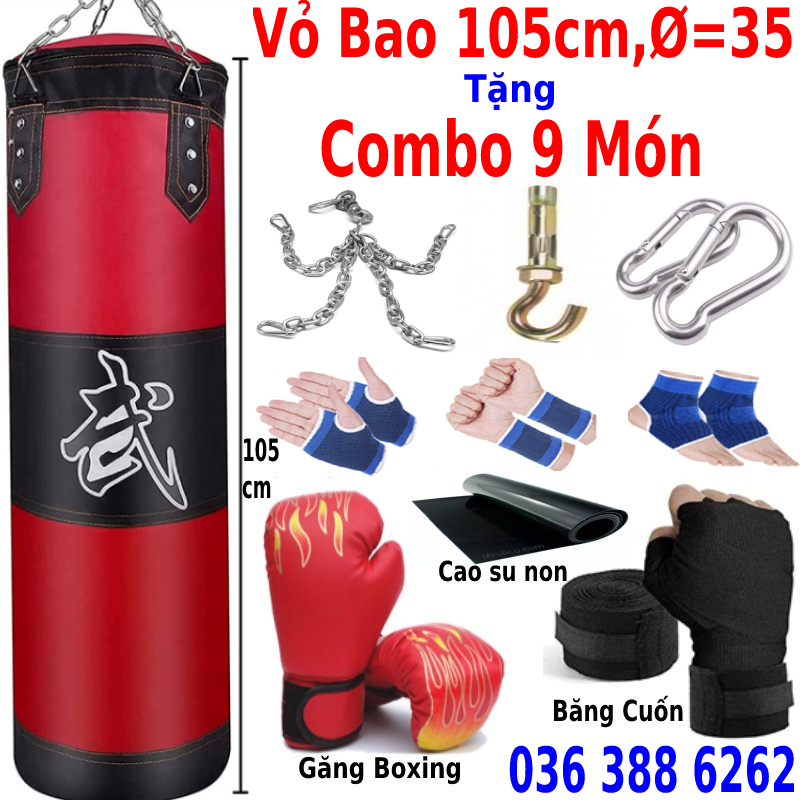 Vỏ Bao 105cm,Ø=35
Tặng
Combo 9 Món
武
105
cm
Cao su non
Băng Cuốn
Găng Boxing
036 388 6262